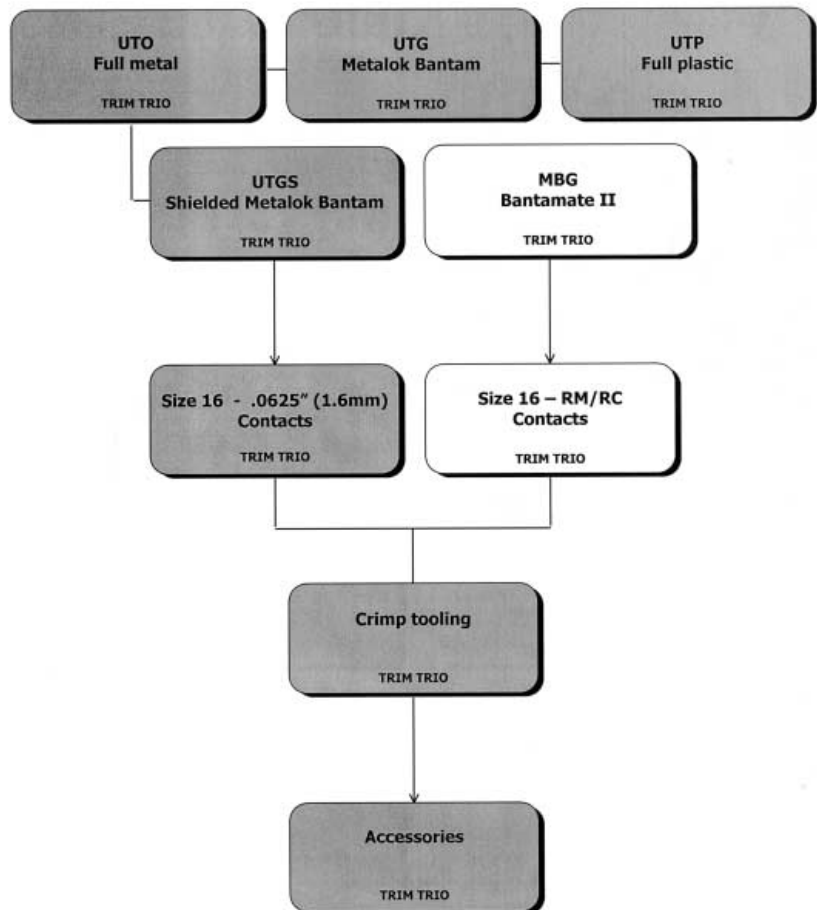 UTO
Full metal
TRIM TRIO
UTG
Metalok Bantam
TRIM TRIO
UTP
Full plastic
TRIM TRIO
UTGS
Shielded Metalok Bantam
TRIM TRIO
MBG
Bantamate II
TRIM TRIO
Size 16 - .0625" (1.6mm)
Contacts
TRIM TRIO
Size 16 – RM/RC
Contacts
TRIM TRIO
Crimp tooling
TRIM TRIO
Accessories
TRIM TRIO